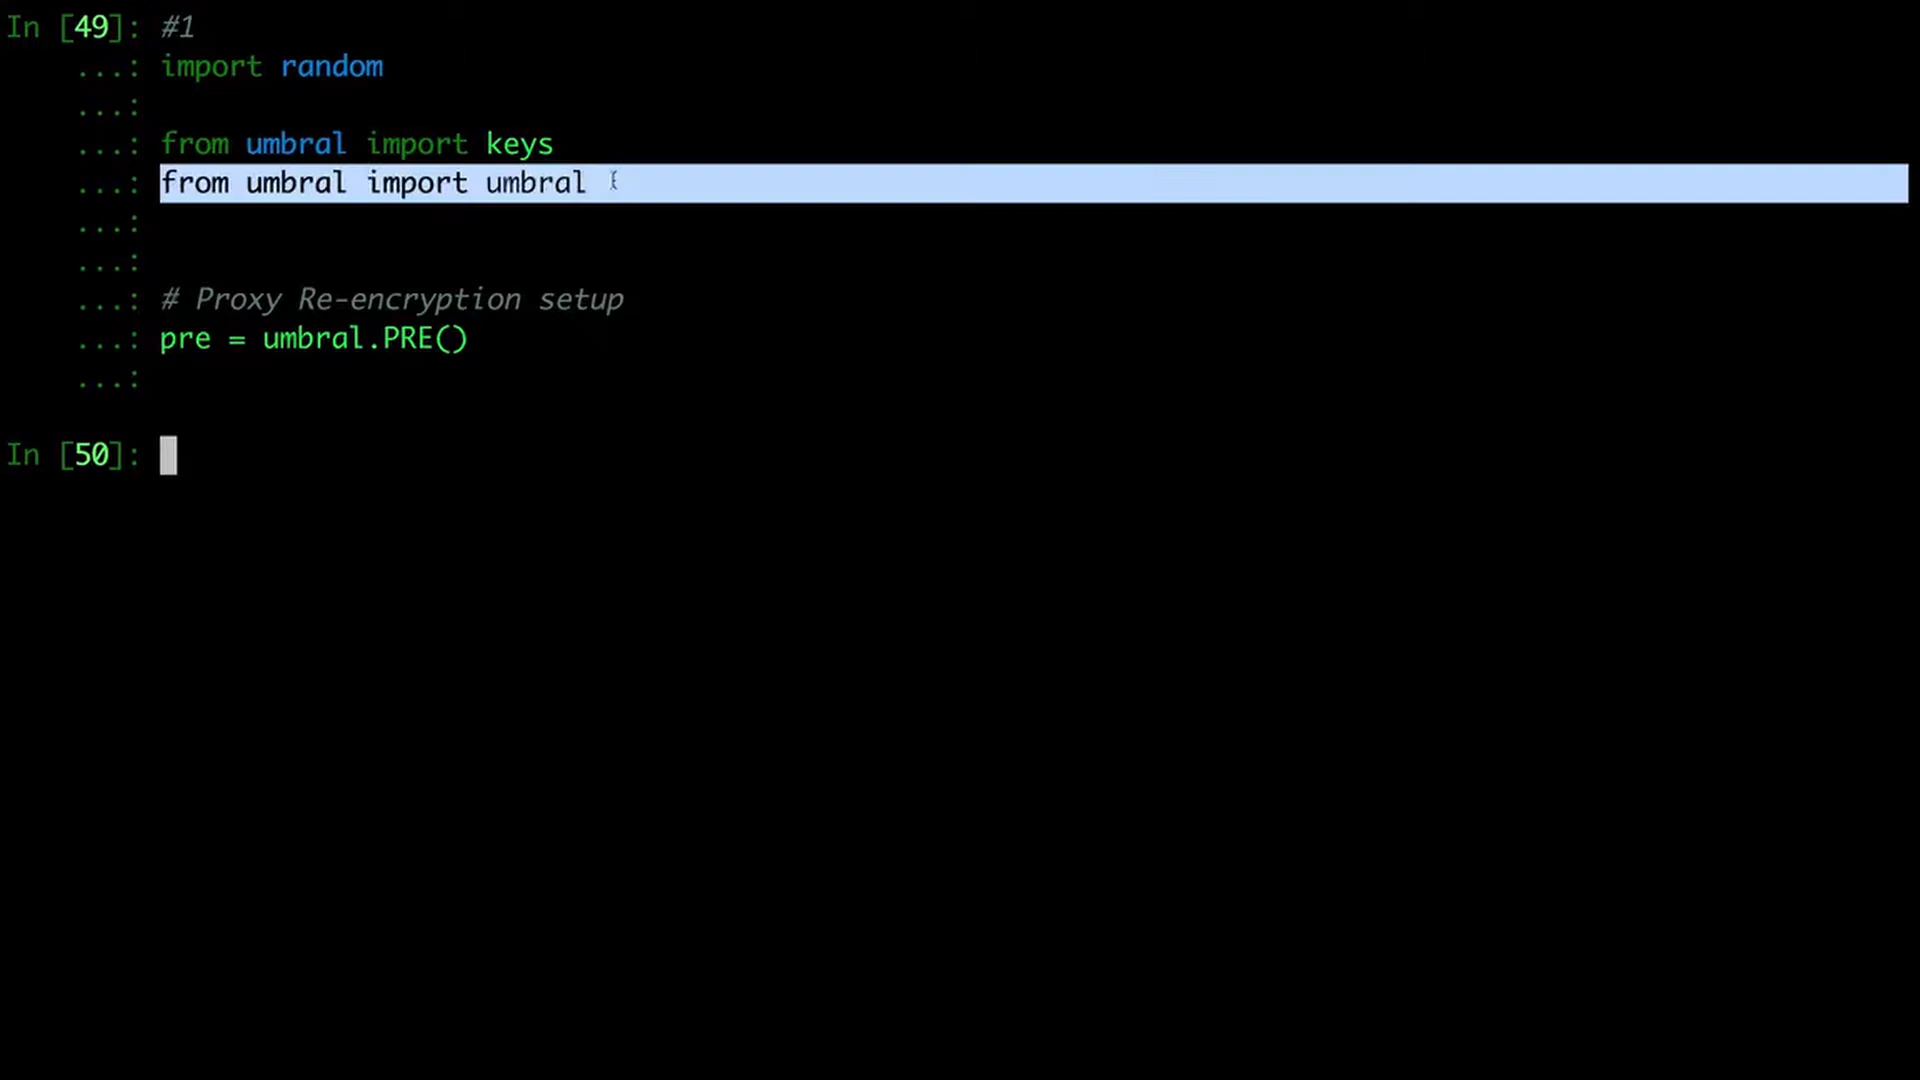 In [49]: #1
...: import random
...:
...: from umbral import keys
...: from umbral import umbral
...:
...:
...: # Proxy Re-encryption setup
...: pre = umbral.PRE()
...:
In [50]: